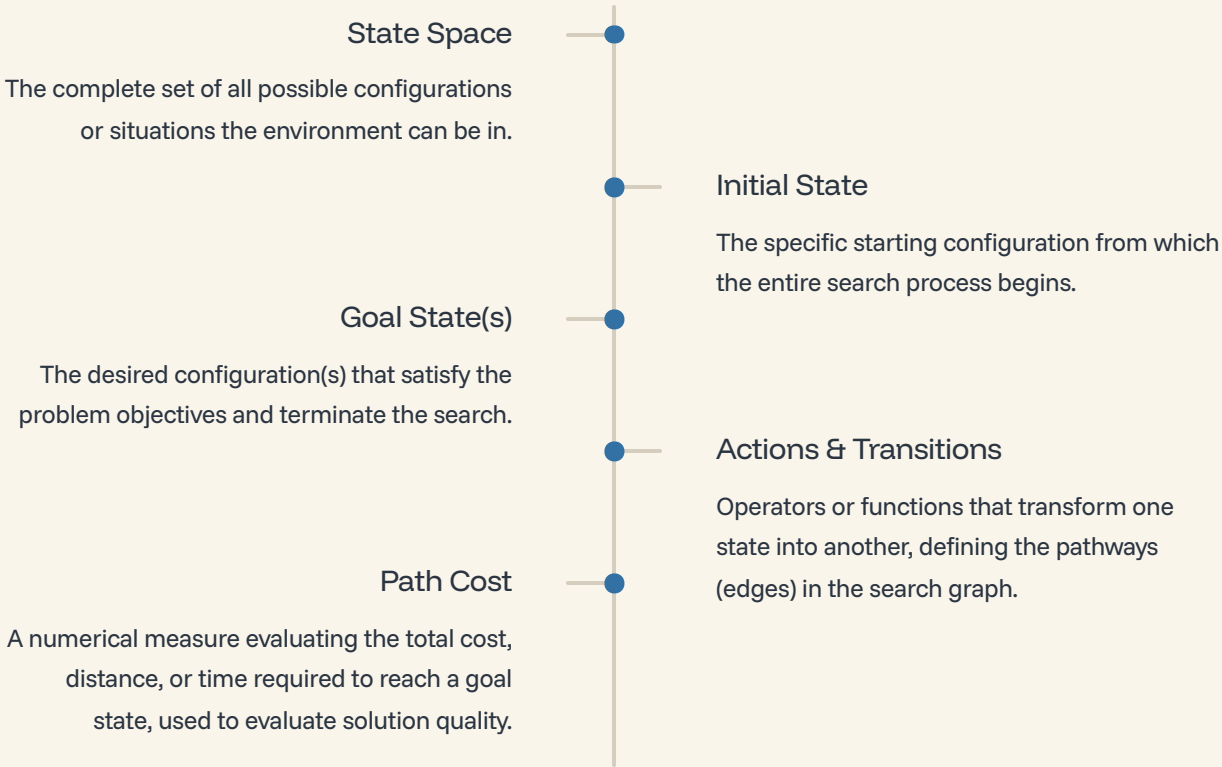 State Space
The complete set of all possible configurations
or situations the environment can be in.
Initial State
The specific starting configuration from which
the entire search process begins.
Goal State(s)
The desired configuration(s) that satisfy the
problem objectives and terminate the search.
Actions & Transitions
Operators or functions that transform one
state into another, defining the pathways
(edges) in the search graph.
Path Cost
A numerical measure evaluating the total cost,
distance, or time required to reach a goal
state, used to evaluate solution quality.